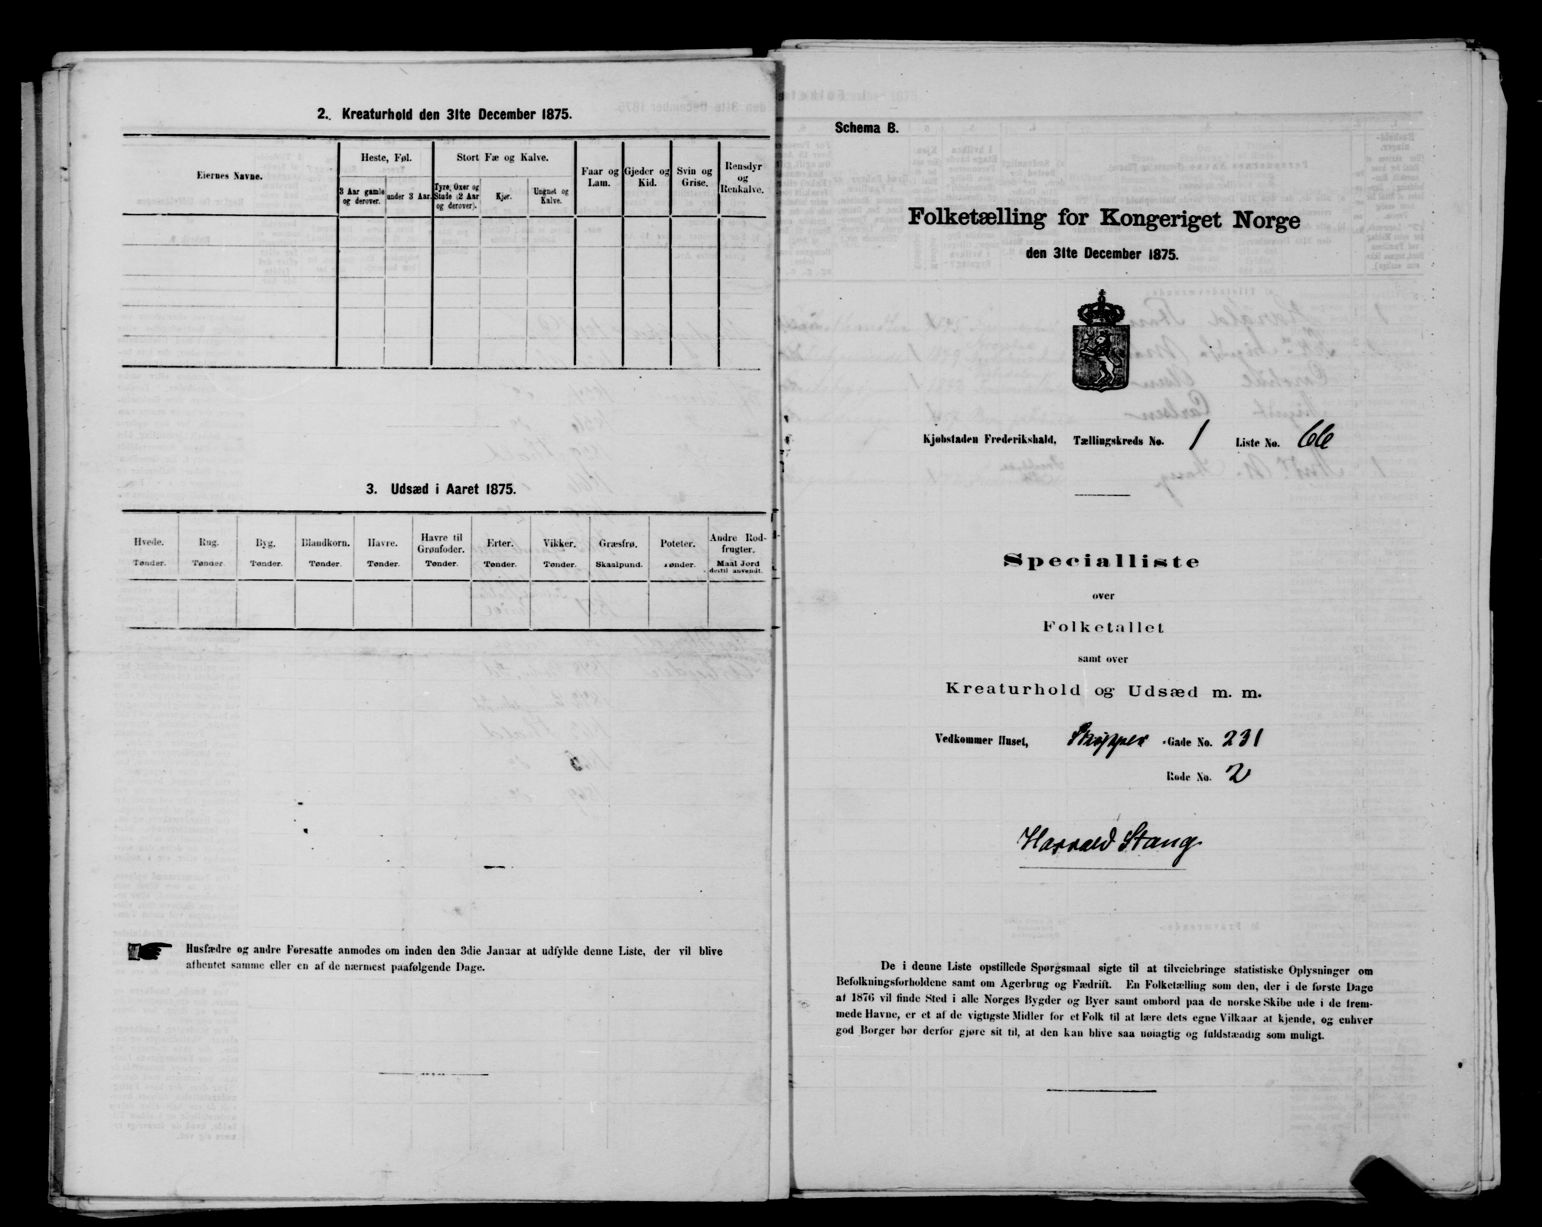 2. Kreaturhold den 31te December 1875.
Eiernes Navne.
Heste, Føl.
3 Aar gamle og derover.
under 3 Aar.
Stort Fæ og Kalve.
Tyre, Oxer og Stude (2 Aar og derover).
Kjør.
Ungnet og Kalve.
Faar og Lam.
Gjeder og Kid.
Svin og Grise.
Rensdyr og Renkalve.
3. Udsæd i Aaret 1875.
Hvede. Rug. Byg. Blandkorn. Havre. Havre til Grønfoder. Erter. Vikker. Græsfrø. Poteter. Andre Rodfrugter.
Tønder. Tønder. Tønder. Tønder. Tønder. Tønder. Tønder. Tønder. Skaalpund. Tønder. Maal Jord dertil anvendt.
Husfædre og andre Foresatte anmodes om inden den 3die Januar at udfylde denne Liste, der vil blive
afhentet samme eller en af de nærmest paafølgende Dage.
Schema B.
Folketælling for Kongeriget Norge
den 31te December 1875.
Kjøbstaden Frederikshald, Tællingskreds No. 1 Liste No. 66
Specialliste
over
Folketallet
samt over
Kreaturhold og Udsæd m. m.
Vedkommer Huset, Skipper -Gade No. 231
Rode No. 2
Harald Stang
De i denne Liste opstillede Spørgsmaal sigte til at tilveiebringe statistiske Oplysninger om
Befolkningsforholdene samt om Agerbrug og Fædrift. En Folketælling som den, der i de første Dage
af 1876 vil finde Sted i alle Norges Bygder og Byer samt ombord paa de norske Skibe ude i de frem-
mede Havne, er et af de vigtigste Midler for et Folk til at lære dets egne Vilkaar at kjende, og enhver
god Borger bør derfor gjøre sit til, at den kan blive saa nøiagtig og fuldstændig som muligt.